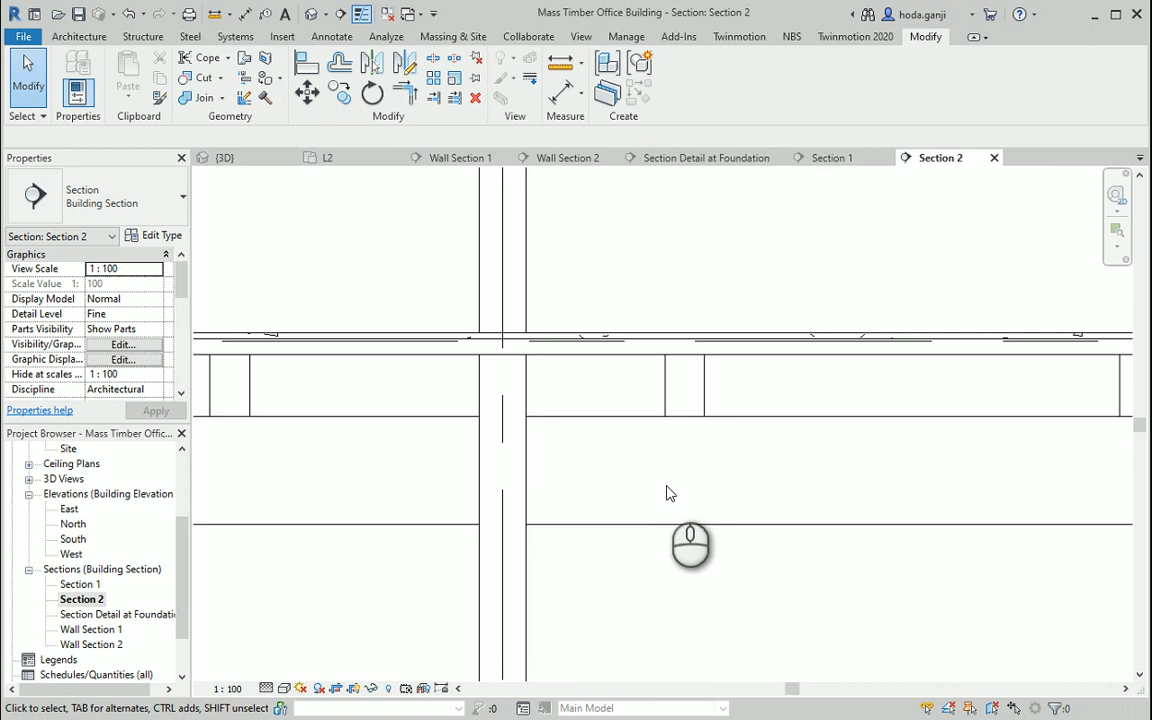 Mass Timber Office Building - Section: Section 2
hoda.ganji
File Architecture Structure Steel Systems Insert Annotate Analyze Massing & Site Collaborate View Manage Add-Ins Twinmotion NBS Twinmotion 2020 Modify
Modify
Paste
Cope
Cut
Join
Select Properties Clipboard Geometry Modify View Measure Create
Properties
{3D} L2 Wall Section 1 Wall Section 2 Section Detail at Foundation Section 1 Section 2
Section
Building Section
Section: Section 2 Edit Type
Graphics
View Scale 1 : 100
Scale Value 1: 100
Display Model Normal
Detail Level Fine
Parts Visibility Show Parts
Visibility/Grap... Edit...
Graphic Displa... Edit...
Hide at scales ... 1 : 100
Discipline Architectural
Properties help Apply
Project Browser - Mass Timber Offic...
Site
Ceiling Plans
3D Views
Elevations (Building Elevation
East
North
South
West
Sections (Building Section)
Section 1
Section 2
Section Detail at Foundati
Wall Section 1
Wall Section 2
Legends
Schedules/Quantities (all)
1 : 100
Click to select, TAB for alternates, CTRL adds, SHIFT unselect :0 Main Model :0